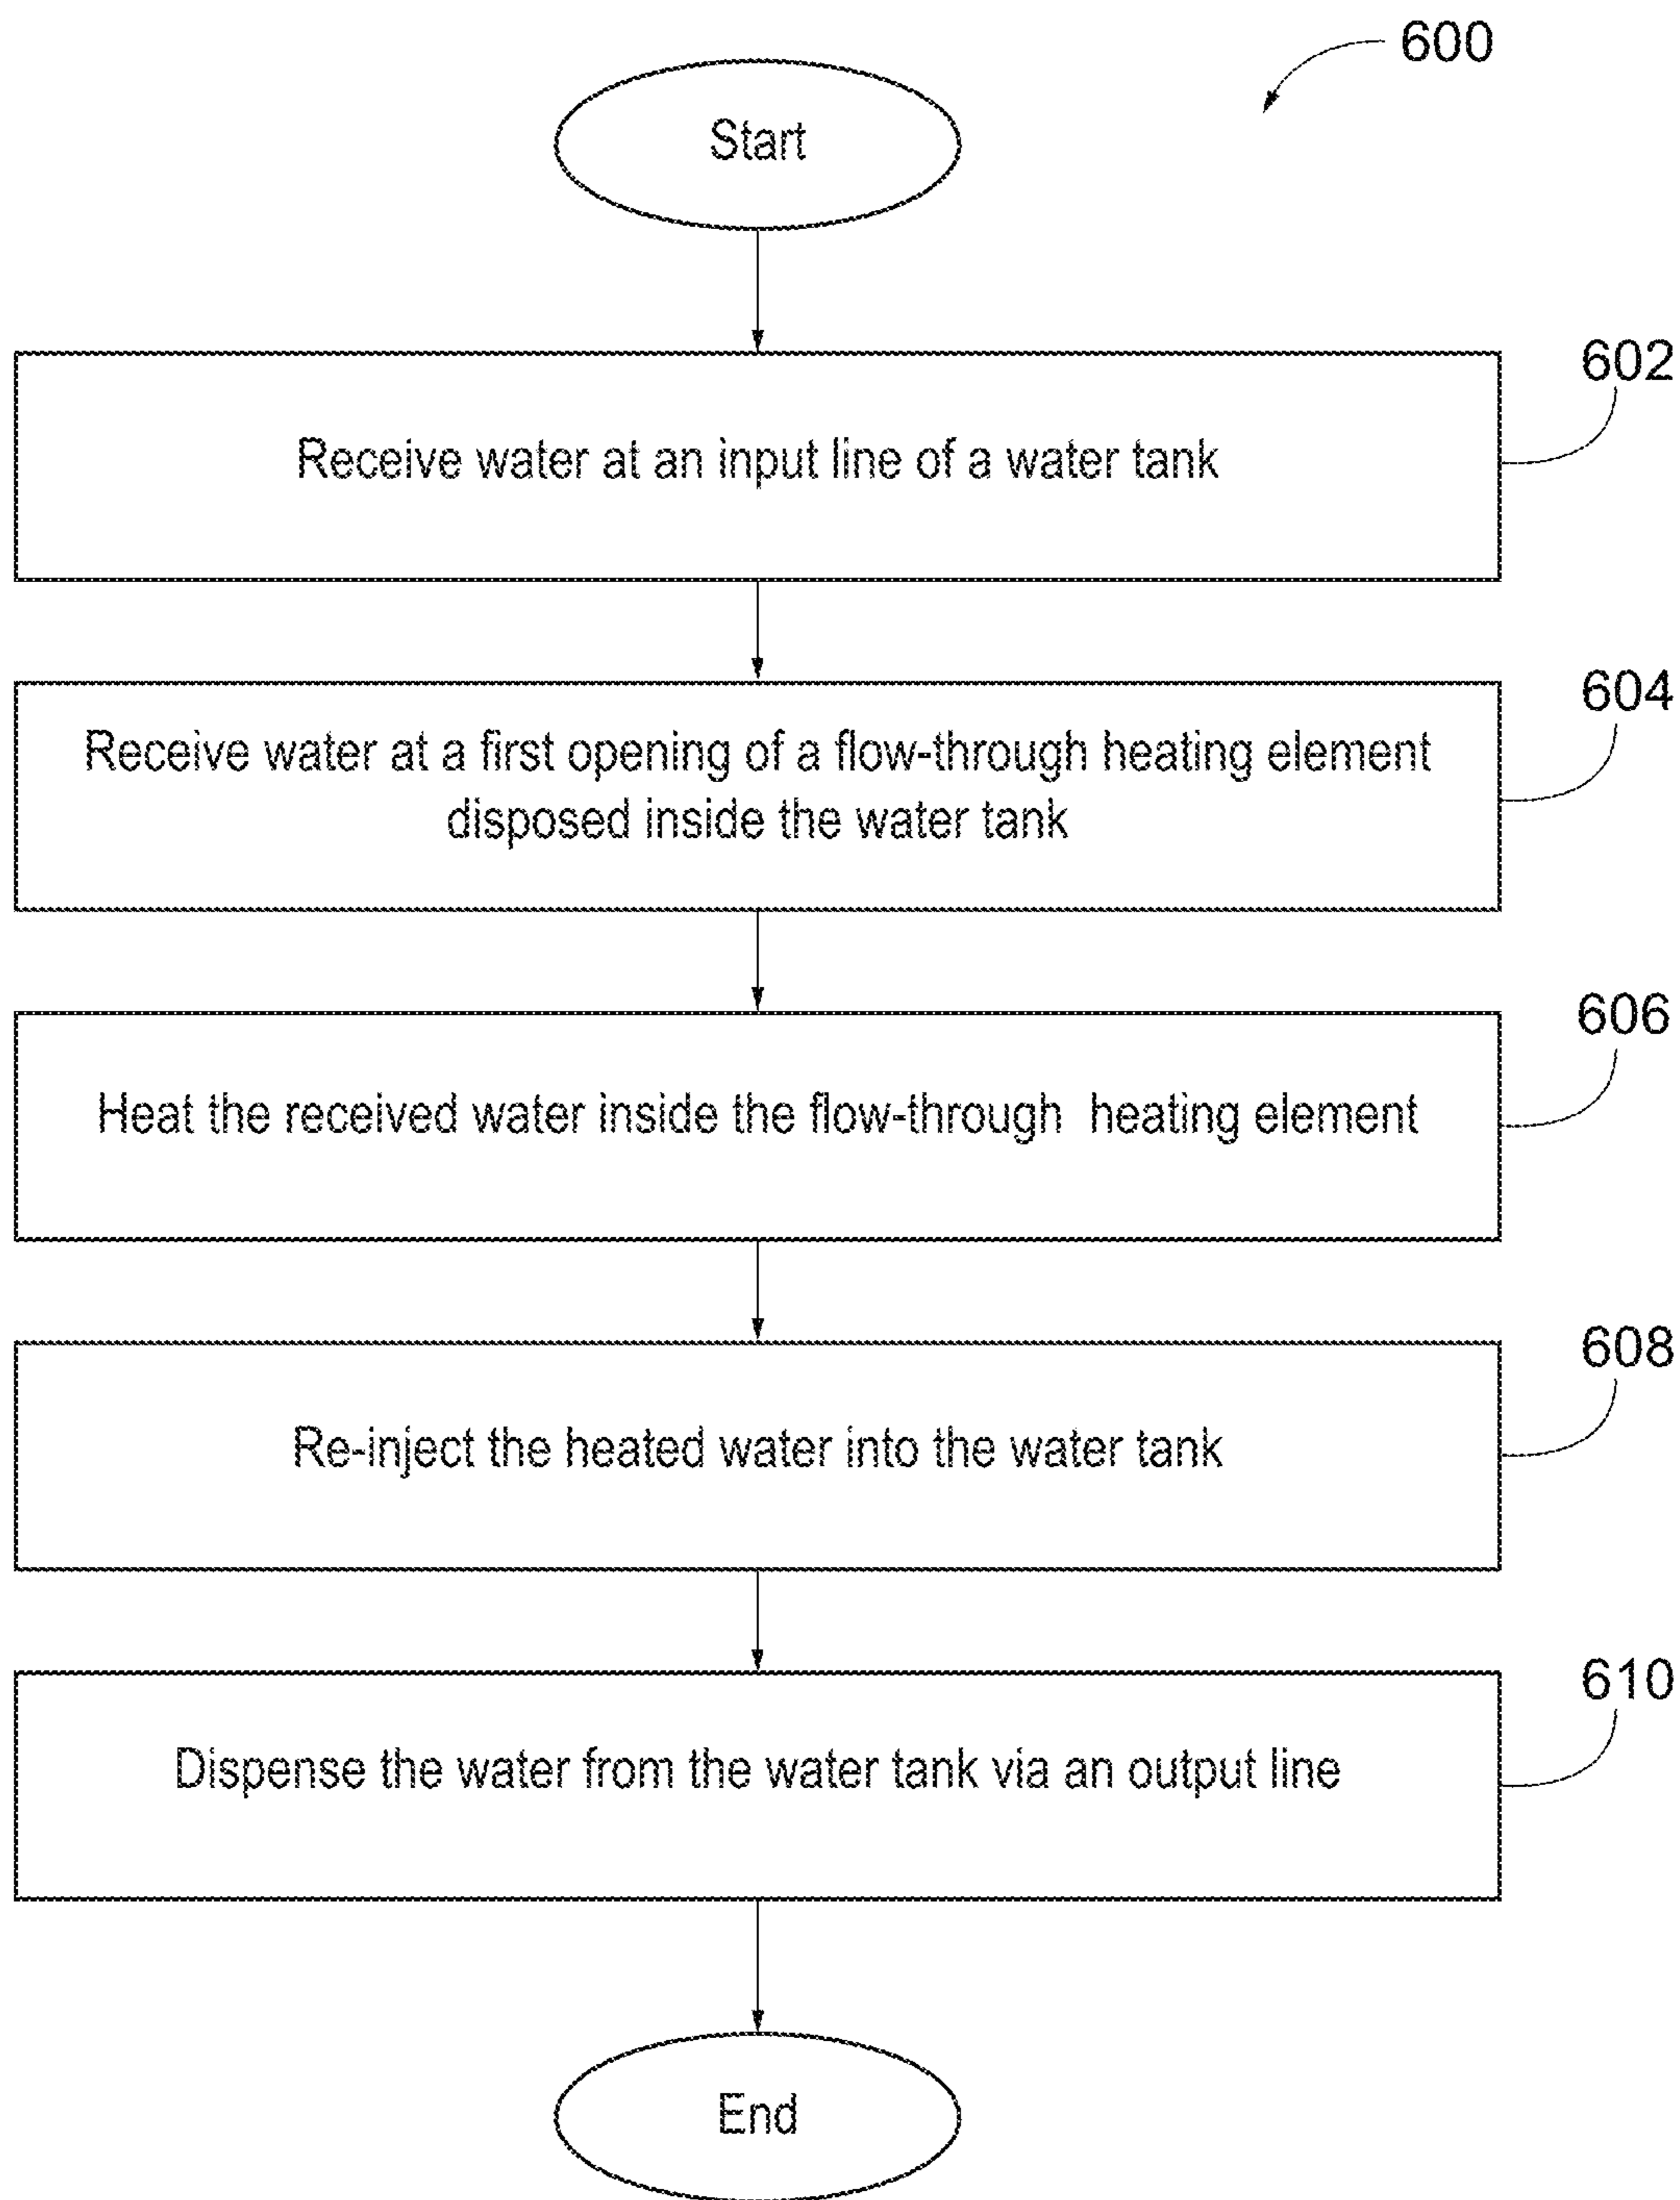 600
Start
602
Receive water at an input line of a water tank
604
Receive water at a first opening of a flow-through heating element
disposed inside the water tank
606
Heat the received water inside the flow-through heating element
608
Re-inject the heated water into the water tank
610
Dispense the water from the water tank via an output line
End